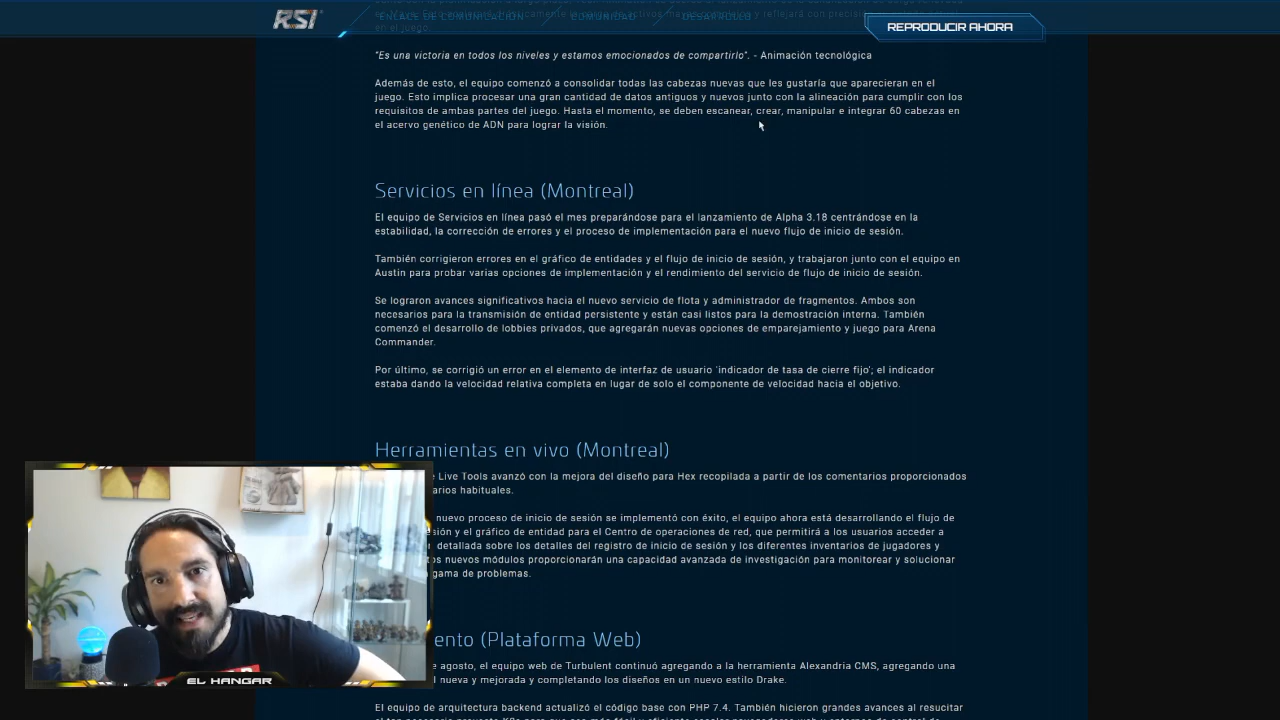 RSI
ENLACE DE COMUNICACIÓN
COMUNIDAD
DESARROLLO
REPRODUCIR AHORA
en el juego.
"Es una victoria en todos los niveles y estamos emocionados de compartirlo". - Animación tecnológica
Además de esto, el equipo comenzó a consolidar todas las cabezas nuevas que les gustaría que aparecieran en el
juego. Esto implica procesar una gran cantidad de datos antiguos y nuevos junto con la alineación para cumplir con los
requisitos de ambas partes del juego. Hasta el momento, se deben escanear, crear, manipular e integrar 60 cabezas en
el acervo genético de ADN para lograr la visión.
Servicios en línea (Montreal)
El equipo de Servicios en línea pasó el mes preparándose para el lanzamiento de Alpha 3.18 centrándose en la
estabilidad, la corrección de errores y el proceso de implementación para el nuevo flujo de inicio de sesión.
También corrigieron errores en el gráfico de entidades y el flujo de inicio de sesión, y trabajaron junto con el equipo en
Austin para probar varias opciones de implementación y el rendimiento del servicio de flujo de inicio de sesión.
Se lograron avances significativos hacia el nuevo servicio de flota y administrador de fragmentos. Ambos son
necesarios para la transmisión de entidad persistente y están casi listos para la demostración interna. También
comenzó el desarrollo de lobbies privados, que agregarán nuevas opciones de emparejamiento y juego para Arena
Commander.
Por último, se corrigió un error en el elemento de interfaz de usuario 'indicador de tasa de cierre fijo'; el indicador
estaba dando la velocidad relativa completa en lugar de solo el componente de velocidad hacia el objetivo.
Herramientas en vivo (Montreal)
Live Tools avanzó con la mejora del diseño para Hex recopilada a partir de los comentarios proporcionados
arios habituales.
nuevo proceso de inicio de sesión se implementó con éxito, el equipo ahora está desarrollando el flujo de
sión y el gráfico de entidad para el Centro de operaciones de red, que permitirá a los usuarios acceder a
detallada sobre los detalles del registro de inicio de sesión y los diferentes inventarios de jugadores y
tos nuevos módulos proporcionarán una capacidad avanzada de investigación para monitorear y solucionar
gama de problemas.
ento (Plataforma Web)
e agosto, el equipo web de Turbulent continuó agregando a la herramienta Alexandria CMS, agregando una
l nueva y mejorada y completando los diseños en un nuevo estilo Drake.
El equipo de arquitectura backend actualizó el código base con PHP 7.4. También hicieron grandes avances al resucitar
EL HANGAR